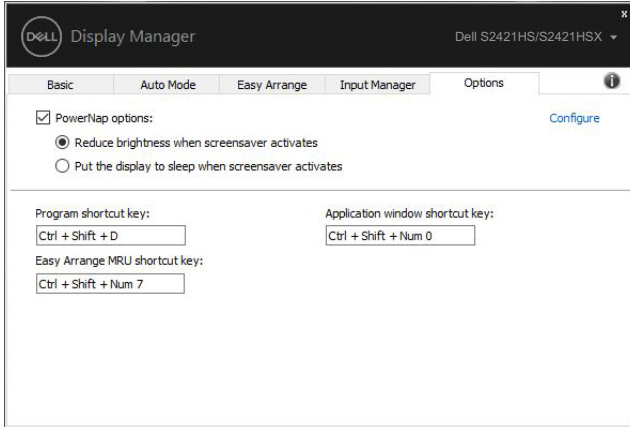 x
DELL Display Manager Dell S2421HS/S2421HSX
Basic Auto Mode Easy Arrange Input Manager Options i
PowerNap options: Configure
Reduce brightness when screensaver activates
Put the display to sleep when screensaver activates
Program shortcut key: Application window shortcut key:
Ctrl + Shift + D Ctrl + Shift + Num 0
Easy Arrange MRU shortcut key:
Ctrl + Shift + Num 7